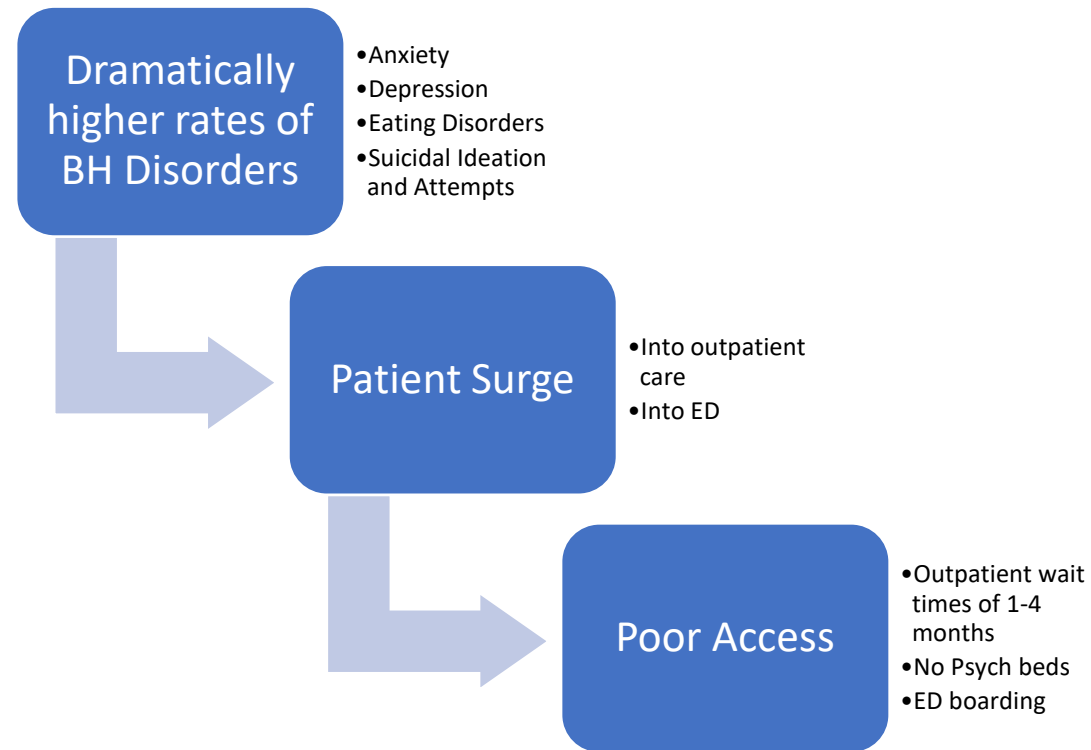 Dramatically
higher rates of
BH Disorders
•Anxiety
•Depression
•Eating Disorders
•Suicidal Ideation
and Attempts
Patient Surge
•Into outpatient
care
•Into ED
Poor Access
•Outpatient wait
times of 1-4
months
•No Psych beds
•ED boarding